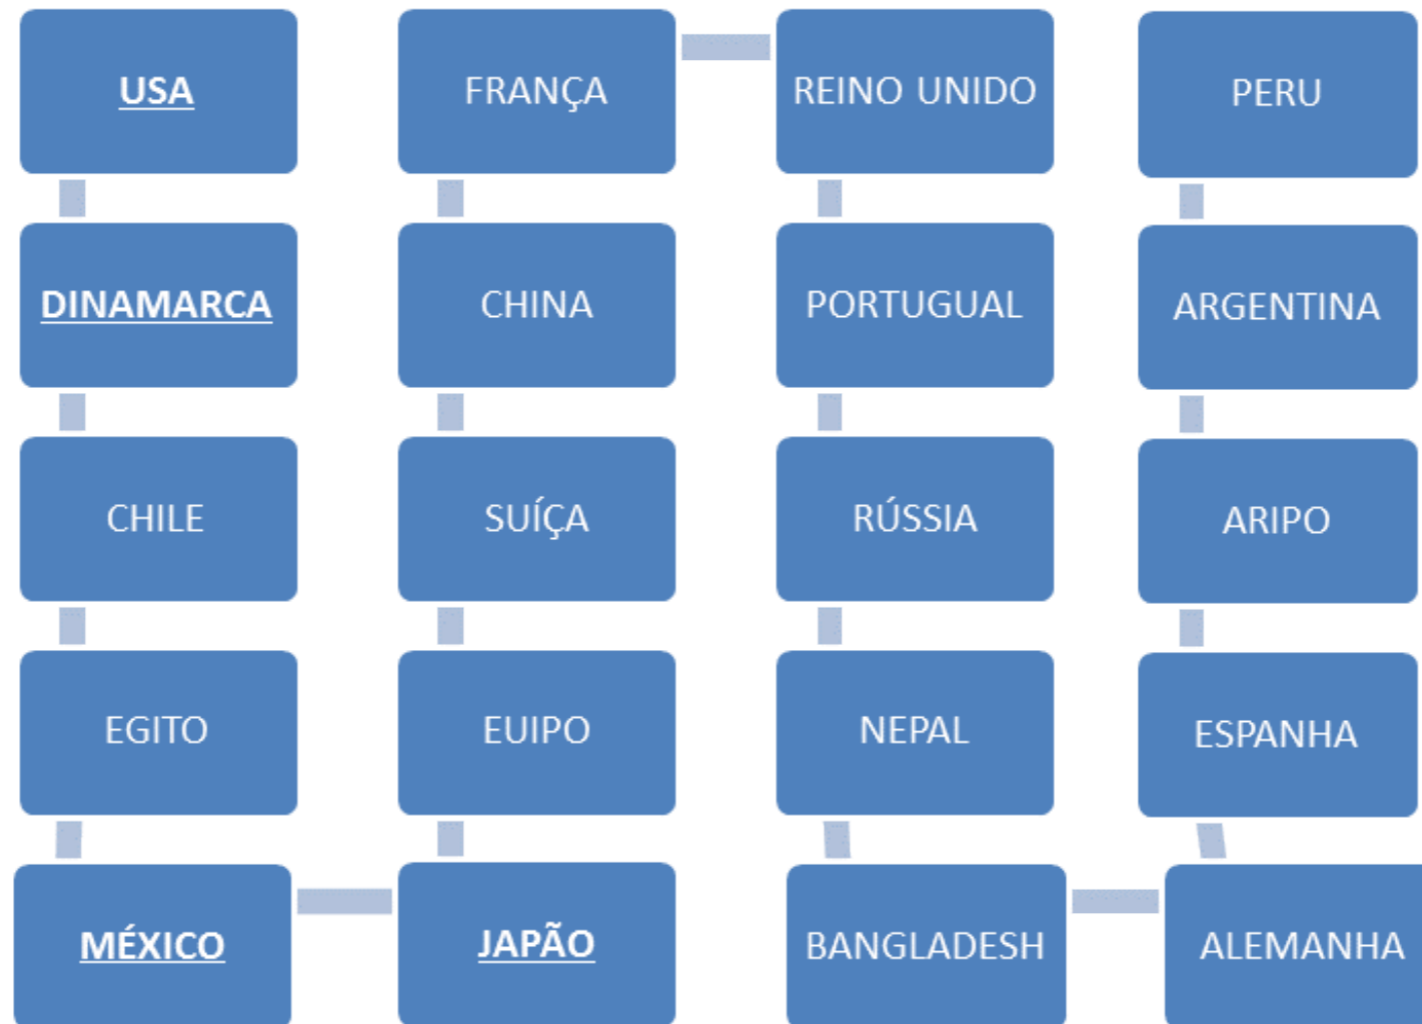 USA
DINAMARCA
CHILE
EGITO
MÉXICO
JAPÃO
EUIPO
SUÍÇA
CHINA
FRANÇA
REINO UNIDO
PORTUGUAL
RÚSSIA
NEPAL
BANGLADESH
ALEMANHA
ESPANHA
ARIPO
ARGENTINA
PERU